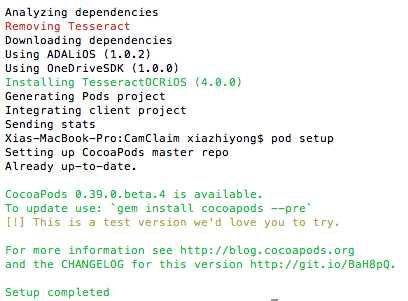 Analyzing dependencies
Removing Tesseract
Downloading dependencies
Using ADALiOS (1.0.2)
Using OneDriveSDK (1.0.0)
Installing TesseractOCRiOS (4.0.0)
Generating Pods project
Integrating client project
Sending stats
Xias-MacBook-Pro:CamClaim xiazhiyong$ pod setup
Setting up CocoaPods master repo
Already up-to-date.
CocoaPods 0.39.0.beta.4 is available.
To update use: `gem install cocoapods --pre`
[!] This is a test version we'd love you to try.
For more information see http://blog.cocoapods.org
and the CHANGELOG for this version http://git.io/BaH8pQ.
Setup completed